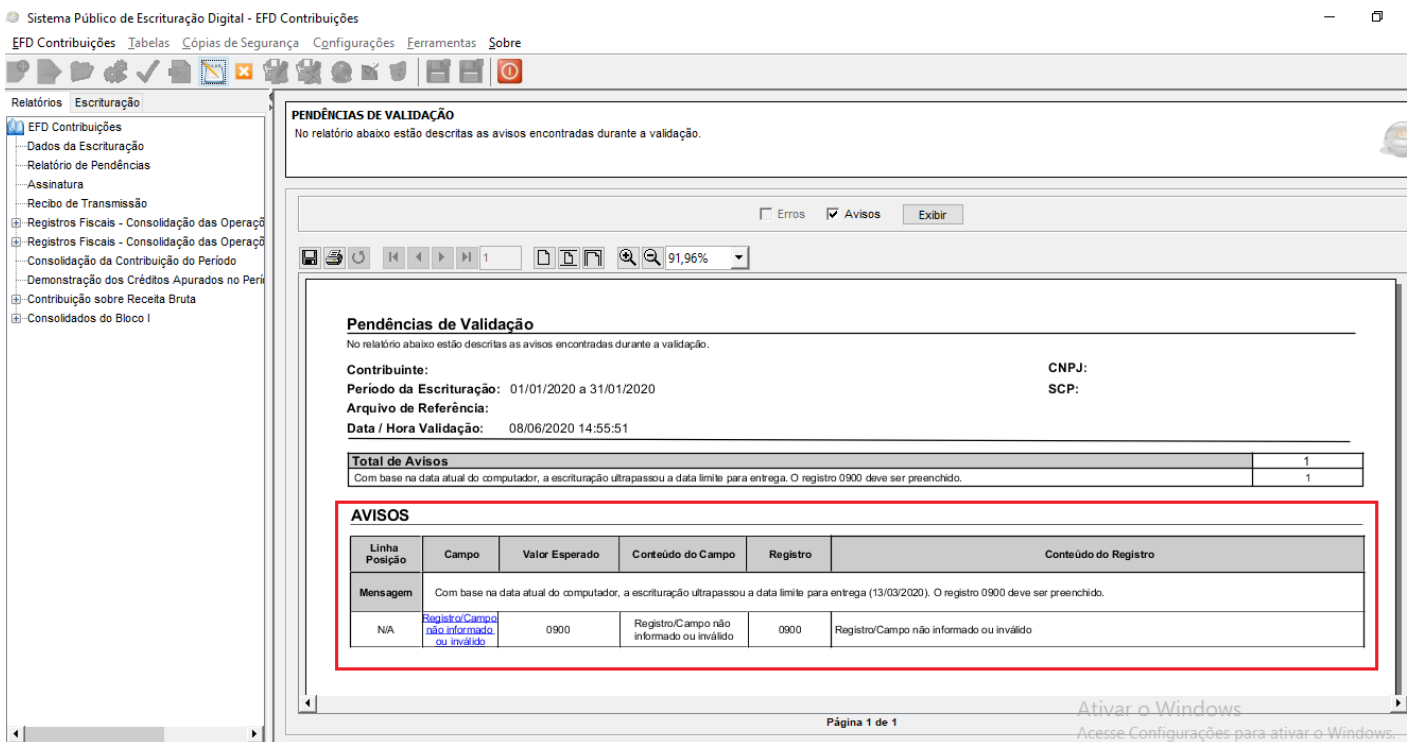 Sistema Público de Escrituração Digital - EFD Contribuições
EFD Contribuições Tabelas Cópias de Segurança Configurações Ferramentas Sobre
Relatórios Escrituração
EFD Contribuições
Dados da Escrituração
Relatório de Pendências
Assinatura
Recibo de Transmissão
Registros Fiscais - Consolidação das Operaçõ
Registros Fiscais - Consolidação das Operaçõ
Consolidação da Contribuição do Período
Demonstração dos Créditos Apurados no Perí
Contribuição sobre Receita Bruta
Consolidados do Bloco I
PENDÊNCIAS DE VALIDAÇÃO
No relatório abaixo estão descritas as avisos encontradas durante a validação.
Erros Avisos Exibir
1 91,96%
Pendências de Validação
No relatório abaixo estão descritas as avisos encontradas durante a validação.
Contribuinte: CNPJ:
Período da Escrituração: 01/01/2020 a 31/01/2020 SCP:
Arquivo de Referência:
Data / Hora Validação: 08/06/2020 14:55:51
Total de Avisos 1
Com base na data atual do computador, a escrituração ultrapassou a data limite para entrega. O registro 0900 deve ser preenchido. 1
AVISOS
Linha
Posição
Campo
Valor Esperado
Conteúdo do Campo
Registro
Conteúdo do Registro
Mensagem
Com base na data atual do computador, a escrituração ultrapassou a data limite para entrega (13/03/2020). O registro 0900 deve ser preenchido.
N/A
Registro/Campo
não informado
ou inválido
0900
Registro/Campo não
informado ou inválido
0900
Registro/Campo não informado ou inválido
Página 1 de 1
Ativar o Windows
Acesse Configurações para ativar o Windows.